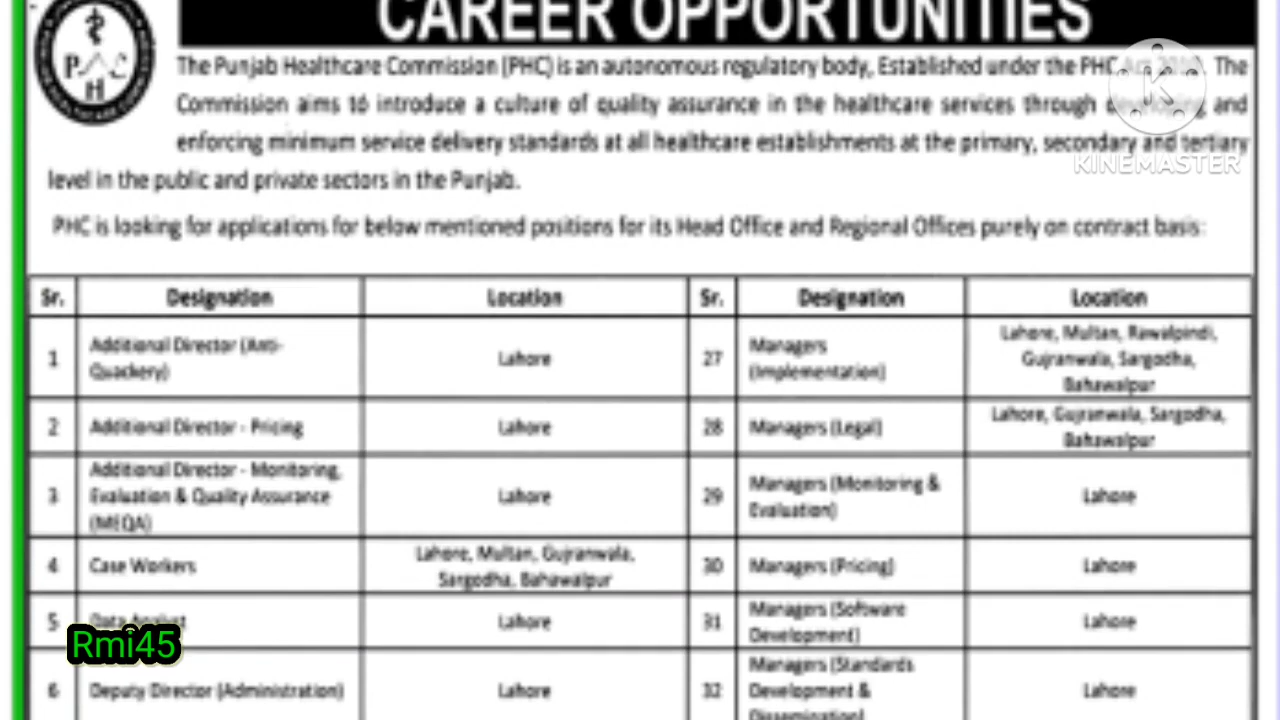 CAREER OPPORTUNITIES
P H C
The Punjab Healthcare Commission (PHC) is an autonomous regulatory body, Established under the PHC Act The
Commission aims to introduce a culture of quality assurance in the healthcare services through developing and
enforcing minimum service delivery standards at all healthcare establishments at the primary, secondary and tertiary
level in the public and private sectors in the Punjab.
K
KINEMASTER
PHC is looking for applications for below mentioned positions for its Head Office and Regional Offices purely on contract basis:
Sr. Designation Location Sr. Designation Location
1 Additional Director (Anti-
Quackery) Lahore
27 Managers
(Implementation) Lahore, Multan, Rawalpindi,
Gujranwala, Sargodha,
Bahawalpur
2 Additional Director - Pricing Lahore
28 Managers (Legal) Lahore, Gujranwala, Sargodha,
Bahawalpur
3 Additional Director - Monitoring,
Evaluation & Quality Assurance
(MEQA) Lahore
29 Managers (Monitoring &
Evaluation) Lahore
4 Case Workers Lahore, Multan, Gujranwala,
Sargodha, Bahawalpur
30 Managers (Pricing) Lahore
5 Data Analyst Lahore
31 Managers (Software
Development) Lahore
Rmi45
6 Deputy Director (Administration) Lahore
32 Managers (Standards
Development &
Dissemination) Lahore